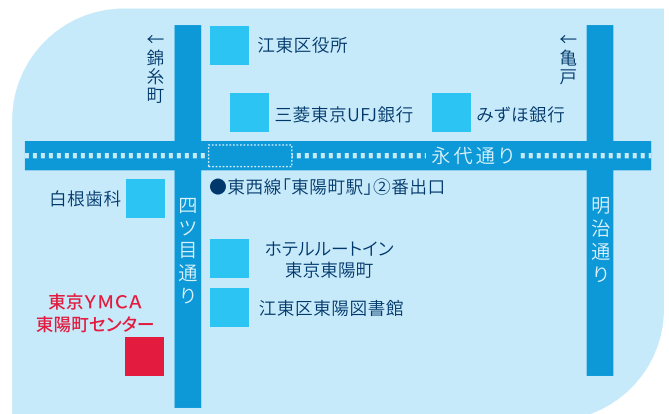 ↑錦糸町
江東区役所
↑亀戸
三菱東京UFJ銀行
みずほ銀行
永代通り
白根歯科
●東西線「東陽町駅」②番出口
四ツ目通り
明治通り
ホテルルートイン
東京東陽町
東京YMCA
東陽町センター
江東区東陽図書館